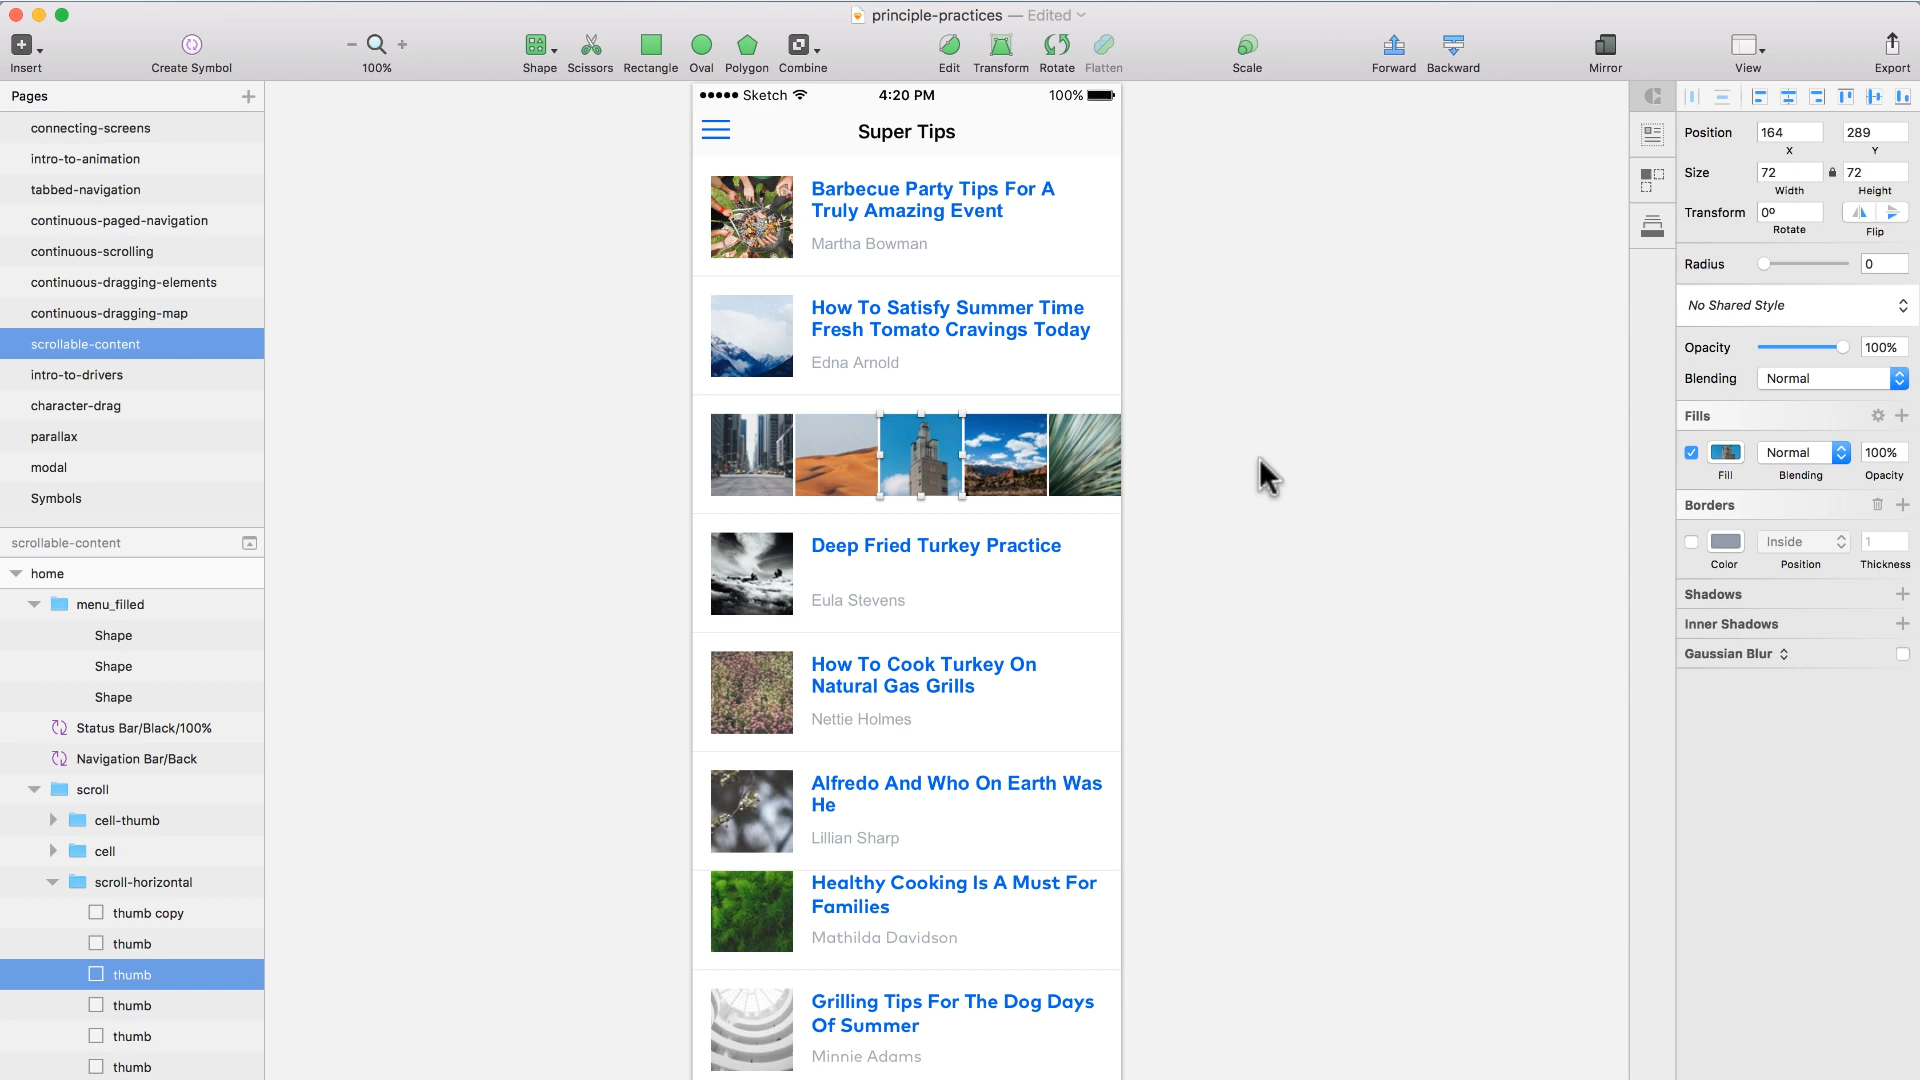 principle-practices — Edited
Insert
Create Symbol
100%
Shape
Scissors
Rectangle
Oval
Polygon
Combine
Edit
Transform
Rotate
Flatten
Scale
Forward
Backward
Mirror
View
Export
Pages
connecting-screens
intro-to-animation
tabbed-navigation
continuous-paged-navigation
continuous-scrolling
continuous-dragging-elements
continuous-dragging-map
scrollable-content
intro-to-drivers
character-drag
parallax
modal
Symbols
scrollable-content
home
menu_filled
Shape
Shape
Shape
Status Bar/Black/100%
Navigation Bar/Back
scroll
cell-thumb
cell
scroll-horizontal
thumb copy
thumb
thumb
thumb
thumb
thumb
Sketch
4:20 PM
100%
Super Tips
Barbecue Party Tips For A
Truly Amazing Event
Martha Bowman
How To Satisfy Summer Time
Fresh Tomato Cravings Today
Edna Arnold
Deep Fried Turkey Practice
Eula Stevens
How To Cook Turkey On
Natural Gas Grills
Nettie Holmes
Alfredo And Who On Earth Was
He
Lillian Sharp
Healthy Cooking Is A Must For
Families
Mathilda Davidson
Grilling Tips For The Dog Days
Of Summer
Minnie Adams
Position 164 289
X Y
Size 72 72
Width Height
Transform 0º
Rotate Flip
Radius 0
No Shared Style
Opacity 100%
Blending Normal
Fills
Normal 100%
Fill Blending Opacity
Borders
Inside 1
Color Position Thickness
Shadows
Inner Shadows
Gaussian Blur